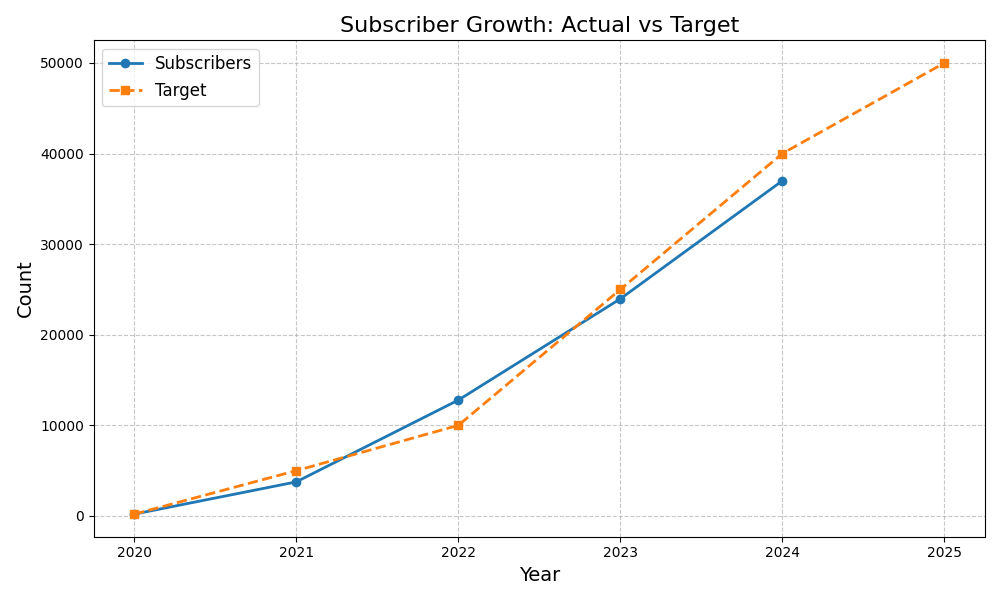 Subscriber Growth: Actual vs Target
Subscribers
Target
Count
50000
40000
30000
20000
10000
0
2020 2021 2022 2023 2024 2025
Year